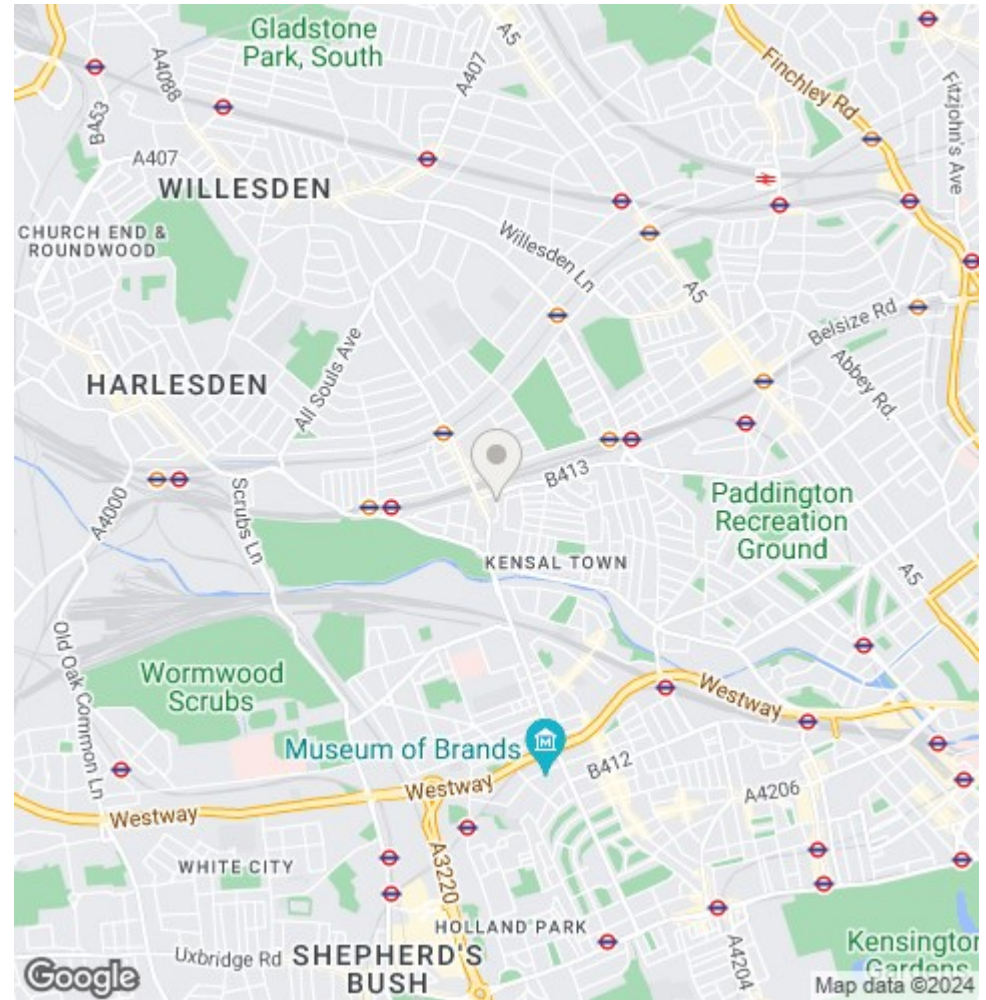 Gladstone
Park, South
A5
A4088
A407
Finchley Rd
B453
Fitzjohn's Ave
A407
WILLESDEN
CHURCH END &
ROUNDWOOD
Willesden Ln
A5
Belsize Rd
All Souls Ave
Abbey Rd.
HARLESDEN
B413
A4000
Scrubs Ln
Paddington
Recreation
Ground
KENSAL TOWN
A5
Old Oak Common Ln
Wormwood
Scrubs
Westway
Museum of Brands
M
B412
Westway
A4206
Westway
WHITE CITY
A3220
HOLLAND PARK
Uxbridge Rd
SHEPHERD'S
BUSH
A4204
Kensington
Gardens
Google
Map data ©2024